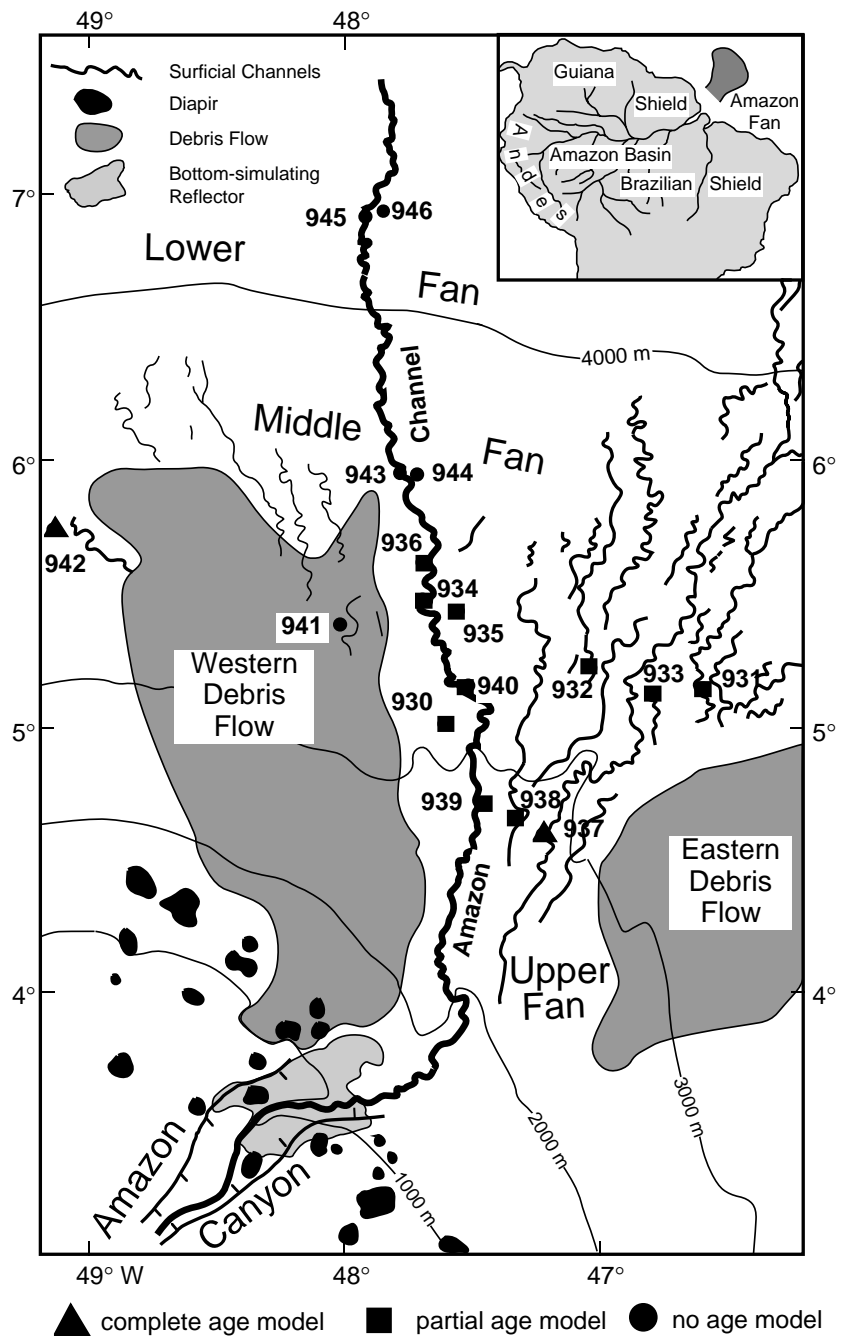 49°
48°
Surficial Channels
Diapir
Debris Flow
Bottom-simulating
Reflector
Guiana
Shield
Amazon
Fan
Andes
Amazon Basin
Brazilian
Shield
7°
945
946
Lower
Fan
4000 m
Channel
Middle
Fan
6°
6°
943
944
942
936
934
935
941
Western
Debris
Flow
940
930
932
933
931
5°
5°
939
938
937
Eastern
Debris
Flow
Amazon
Upper
Fan
4°
4°
3000 m
2000 m
1000 m
Amazon
Canyon
49° W
48°
47°
complete age model
partial age model
no age model